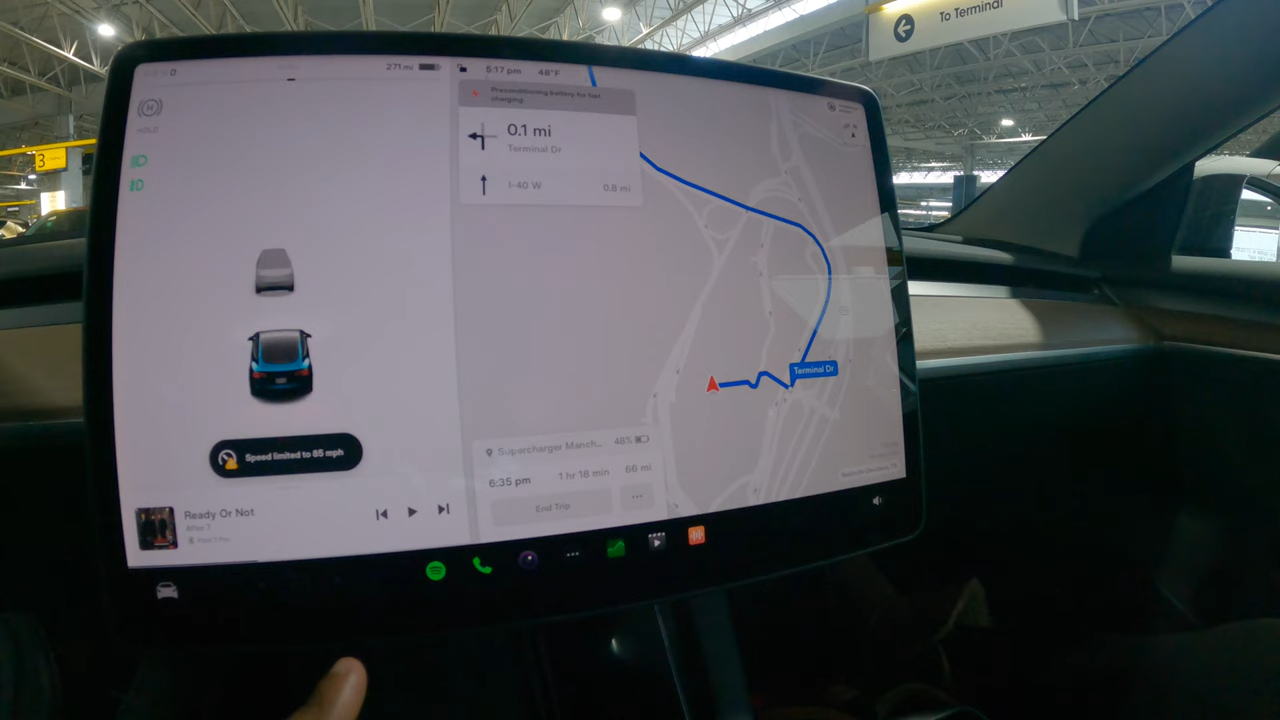 To Terminal
3
271 mi
5:17 pm
48°F
HOLD
Preconditioning battery for fast
charging
0.1 mi
Terminal Dr
I-40 W
0.8 mi
Terminal Dr
Speed limited to 85 mph
Supercharger Manch...
48%
6:35 pm
1 hr 18 min
66 mi
End Trip
Ready Or Not
After 7